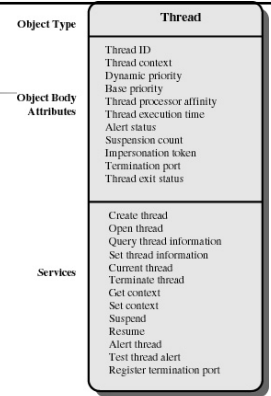 Object Type
Thread
Object Body
Attributes
Thread ID
Thread context
Dynamic priority
Base priority
Thread processor affinity
Thread execution time
Alert status
Suspension count
Impersonation token
Termination port
Thread exit status
Services
Create thread
Open thread
Query thread information
Set thread information
Current thread
Terminate thread
Get context
Set context
Suspend
Resume
Alert thread
Test thread alert
Register termination port